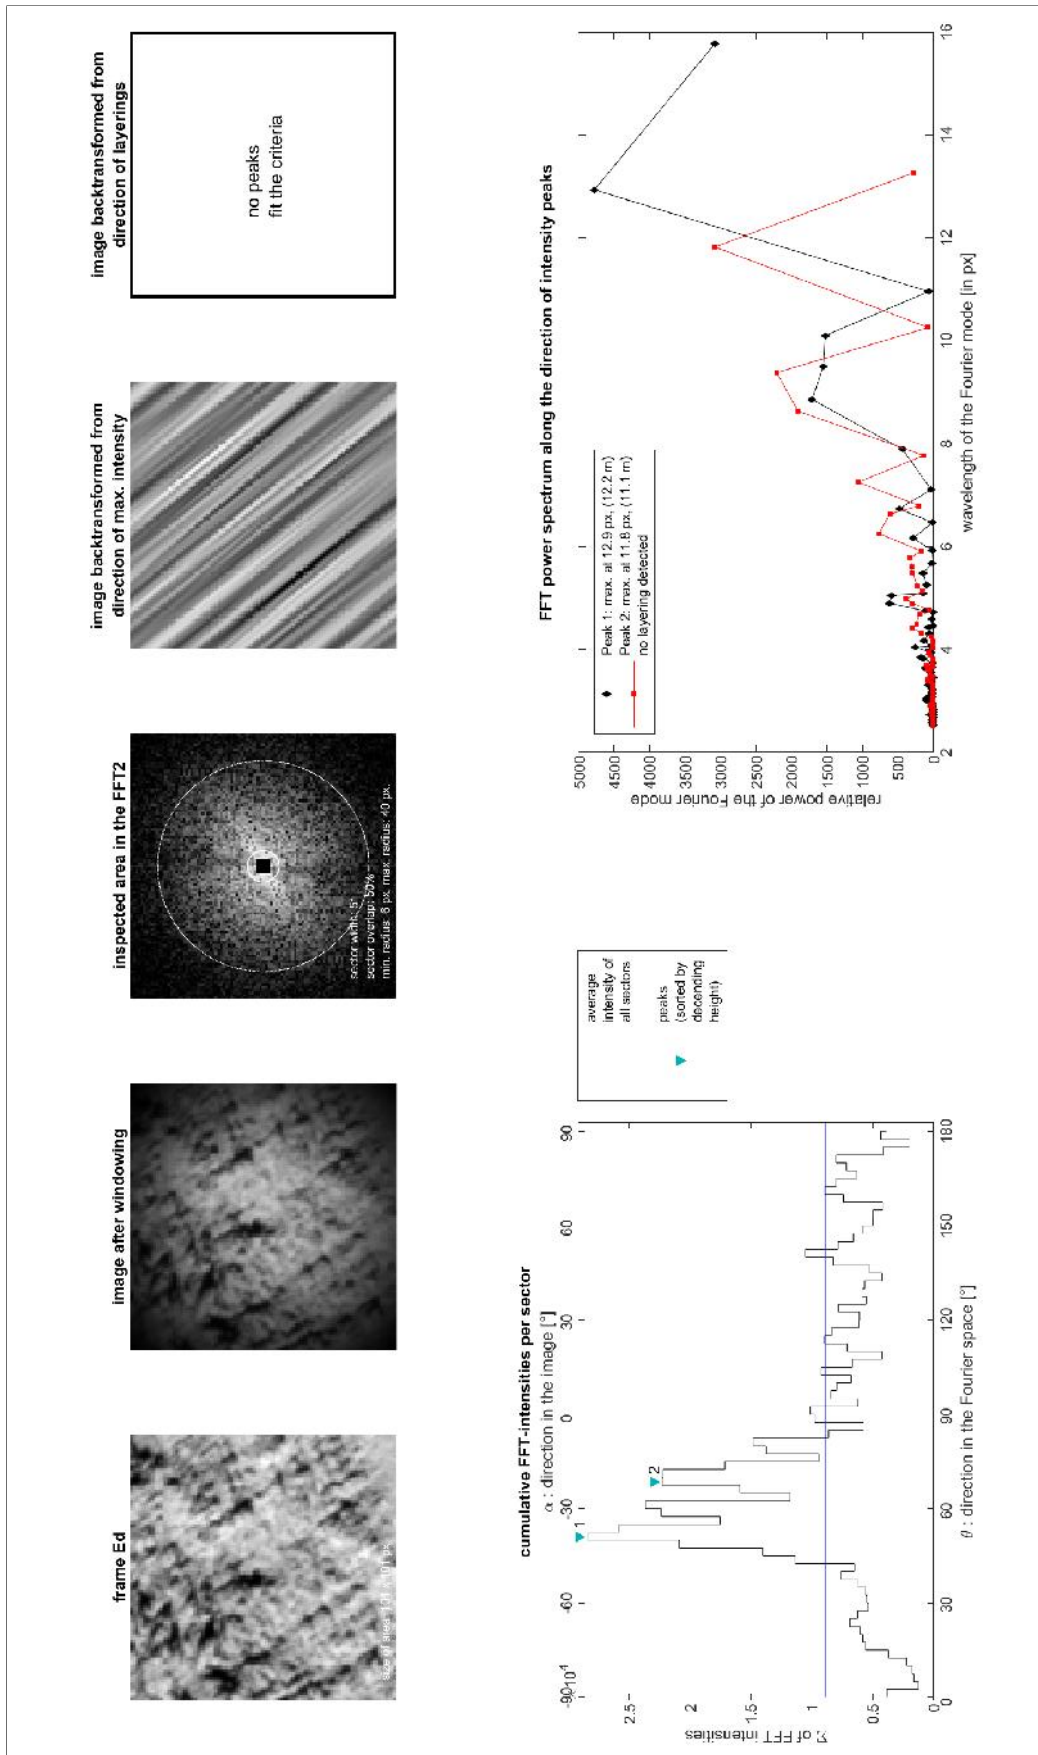 frame Ed
size of area: 101 x 101 px
image after windowing
inspected area in the FFT2
sector width: 5°
sector overlap: 50%
min. radius: 6 px, max. radius: 40 px.
image backtransformed from
direction of max. intensity
image backtransformed from
direction of layerings
no peaks
fit the criteria
cumulative FFT-intensities per sector
α : direction in the image [°]
-90 -60 -30 0 30 60 90
10⁴
Σ of FFT intensities
2.5
2
1.5
1
0.5
0
1
2
0 30 60 90 120 150 180
θ : direction in the Fourier space [°]
average
intensity of
all sectors
peaks
(sorted by
decending
height)
FFT power spectrum along the direction of intensity peaks
Peak 1: max. at 12.9 px, (12.2 m)
Peak 2: max. at 11.8 px, (11.1 m)
no layering detected
relative power of the Fourier mode
5000
4500
4000
3500
3000
2500
2000
1500
1000
500
0
2 4 6 8 10 12 14 16
wavelength of the Fourier mode [in px]